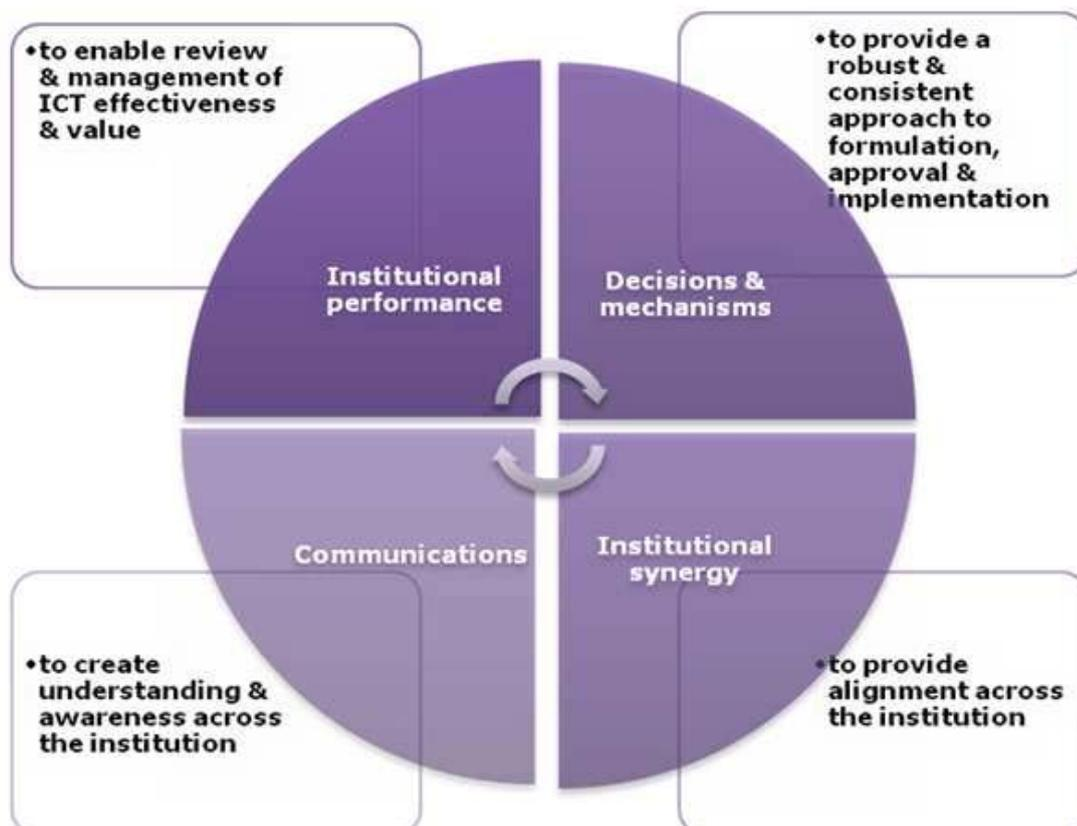 •to enable review
& management of
ICT effectiveness
& value
•to provide a
robust &
consistent
approach to
formulation,
approval &
implementation
Institutional
performance
Decisions &
mechanisms
Communications
Institutional
synergy
•to create
understanding &
awareness across
the institution
•to provide
alignment across
the institution